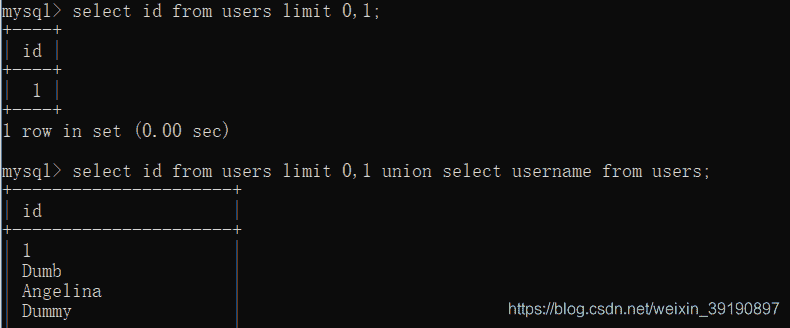 mysql> select id from users limit 0,1;
+----+
| id |
+----+
|  1 |
+----+
1 row in set (0.00 sec)
mysql> select id from users limit 0,1 union select username from users;
+-----------------------+
| id                    |
+-----------------------+
| 1                     |
| Dumb                  |
| Angelina              |
| Dummy                 |
https://blog.csdn.net/weixin_39190897